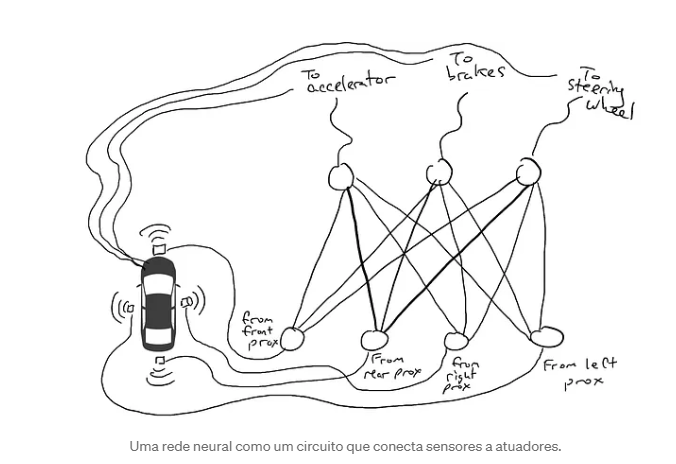 To
accelerator
To
brakes
To
steering
wheel
from
front
prox
From
rear prox
from
right
prox
From left
prox
Uma rede neural como um circuito que conecta sensores a atuadores.